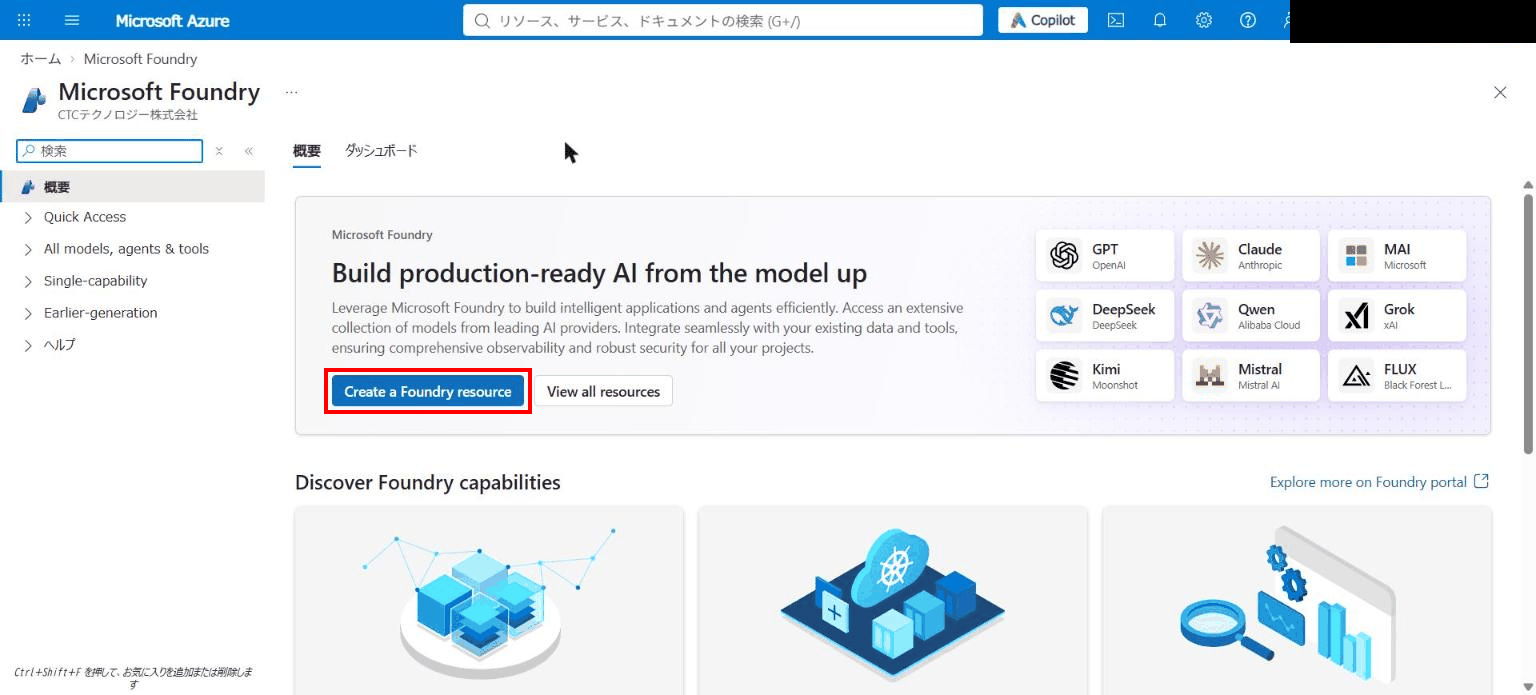 Microsoft Azure
リソース、サービス、ドキュメントの検索 (G+/)
Copilot
ホーム > Microsoft Foundry
Microsoft Foundry
...
CTCテクノロジー株式会社
検索
概要
ダッシュボード
概要
Quick Access
All models, agents & tools
Single-capability
Earlier-generation
ヘルプ
Microsoft Foundry
Build production-ready AI from the model up
Leverage Microsoft Foundry to build intelligent applications and agents efficiently. Access an extensive
collection of models from leading AI providers. Integrate seamlessly with your existing data and tools,
ensuring comprehensive observability and robust security for all your projects.
Create a Foundry resource
View all resources
GPT
OpenAI
Claude
Anthropic
MAI
Microsoft
DeepSeek
DeepSeek
Qwen
Alibaba Cloud
Grok
xAI
Kimi
Moonshot
Mistral
Mistral AI
FLUX
Black Forest L...
Discover Foundry capabilities
Explore more on Foundry portal
Ctrl+Shift+F を押して、お気に入りを追加または削除しま
す